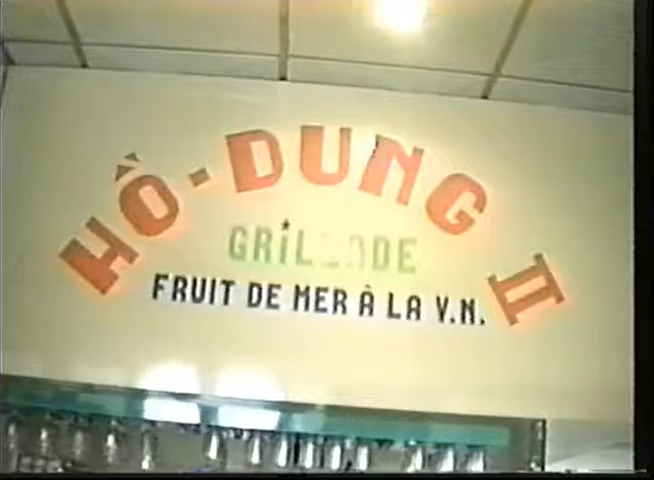 HỒ-DUNG II
GRiLLADE
FRUIT DE MER Â LA V.N.